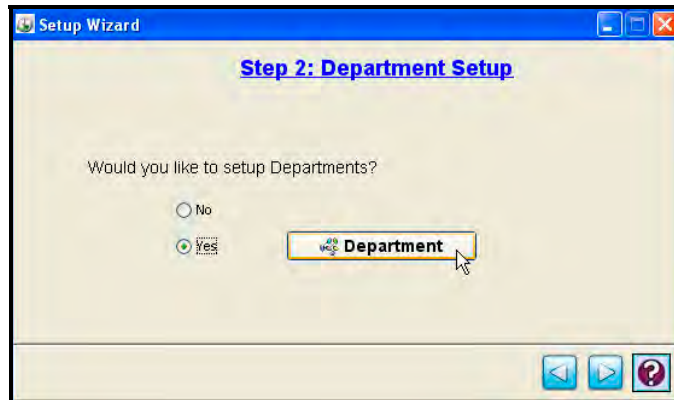 Setup Wizard
Step 2: Department Setup
Would you like to setup Departments?
No
Yes
Department
?